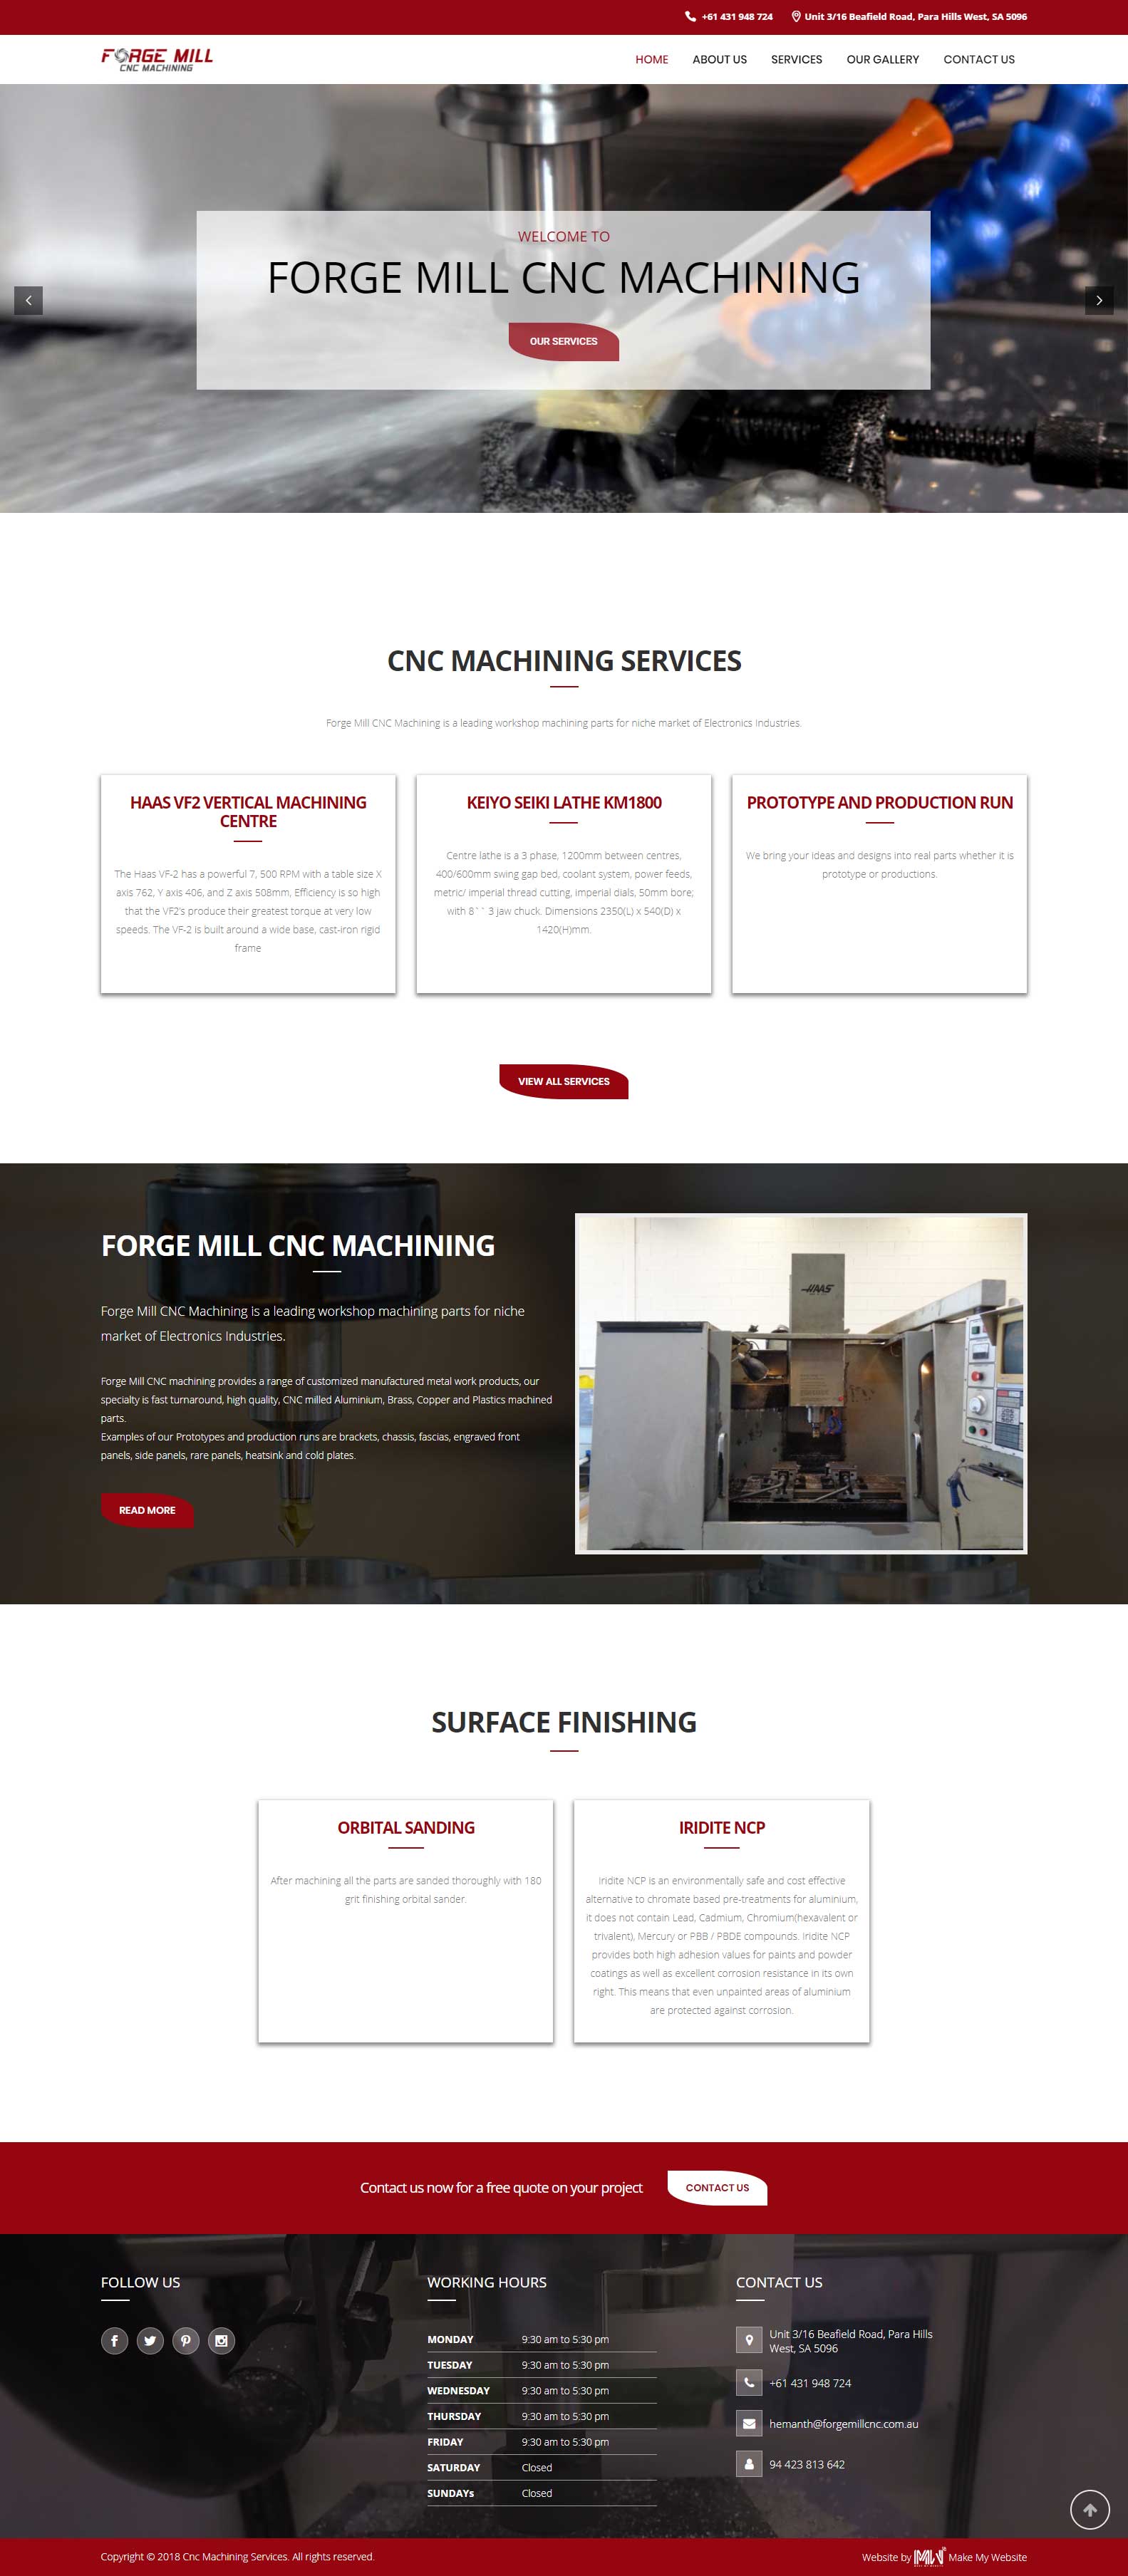 +61 431 948 724 Unit 3/16 Beafield Road, Para Hills West, SA 5096
FORGE MILL
CNC MACHINING
HOME ABOUT US SERVICES OUR GALLERY CONTACT US
WELCOME TO
FORGE MILL CNC MACHINING
OUR SERVICES
CNC MACHINING SERVICES
Forge Mill CNC Machining is a leading workshop machining parts for niche market of Electronics Industries.
HAAS VF2 VERTICAL MACHINING
CENTRE
The Haas VF-2 has a powerful 7, 500 RPM with a table size X
axis 762, Y axis 406, and Z axis 508mm, Efficiency is so high
that the VF2's produce their greatest torque at very low
speeds. The VF-2 is built around a wide base, cast-iron rigid
frame
KEIYO SEIKI LATHE KM1800
Centre lathe is a 3 phase, 1200mm between centres,
400/600mm swing gap bed, coolant system, power feeds,
metric/ imperial thread cutting, imperial dials, 50mm bore;
with 8`` 3 jaw chuck. Dimensions 2350(L) x 540(D) x
1420(H)mm.
PROTOTYPE AND PRODUCTION RUN
We bring your ideas and designs into real parts whether it is
prototype or productions.
VIEW ALL SERVICES
FORGE MILL CNC MACHINING
Forge Mill CNC Machining is a leading workshop machining parts for niche
market of Electronics Industries.
Forge Mill CNC machining provides a range of customized manufactured metal work products, our
specialty is fast turnaround, high quality, CNC milled Aluminium, Brass, Copper and Plastics machined
parts.
Examples of our Prototypes and production runs are brackets, chassis, fascias, engraved front
panels, side panels, rare panels, heatsink and cold plates.
READ MORE
HAAS
SURFACE FINISHING
ORBITAL SANDING
After machining all the parts are sanded thoroughly with 180
grit finishing orbital sander.
IRIDITE NCP
Iridite NCP is an environmentally safe and cost effective
alternative to chromate based pre-treatments for aluminium,
it does not contain Lead, Cadmium, Chromium(hexavalent or
trivalent), Mercury or PBB / PBDE compounds. Iridite NCP
provides both high adhesion values for paints and powder
coatings as well as excellent corrosion resistance in its own
right. This means that even unpainted areas of aluminium
are protected against corrosion.
Contact us now for a free quote on your project CONTACT US
FOLLOW US
WORKING HOURS
MONDAY 9:30 am to 5:30 pm
TUESDAY 9:30 am to 5:30 pm
WEDNESDAY 9:30 am to 5:30 pm
THURSDAY 9:30 am to 5:30 pm
FRIDAY 9:30 am to 5:30 pm
SATURDAY Closed
SUNDAYs Closed
CONTACT US
Unit 3/16 Beafield Road, Para Hills
West, SA 5096
+61 431 948 724
hemanth@forgemillcnc.com.au
94 423 813 642
Copyright © 2018 Cnc Machining Services. All rights reserved.
Website by MMW Make My Website